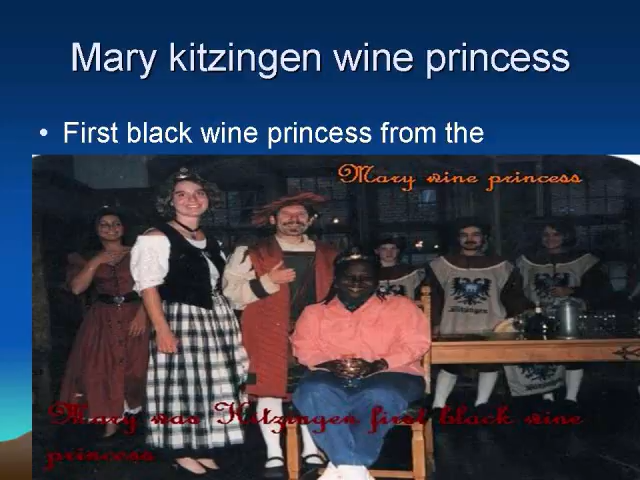 Mary kitzingen wine princess
• First black wine princess from the
Mary wine princess
Kitzingen
Mary was Kitzingen first black wine
princess